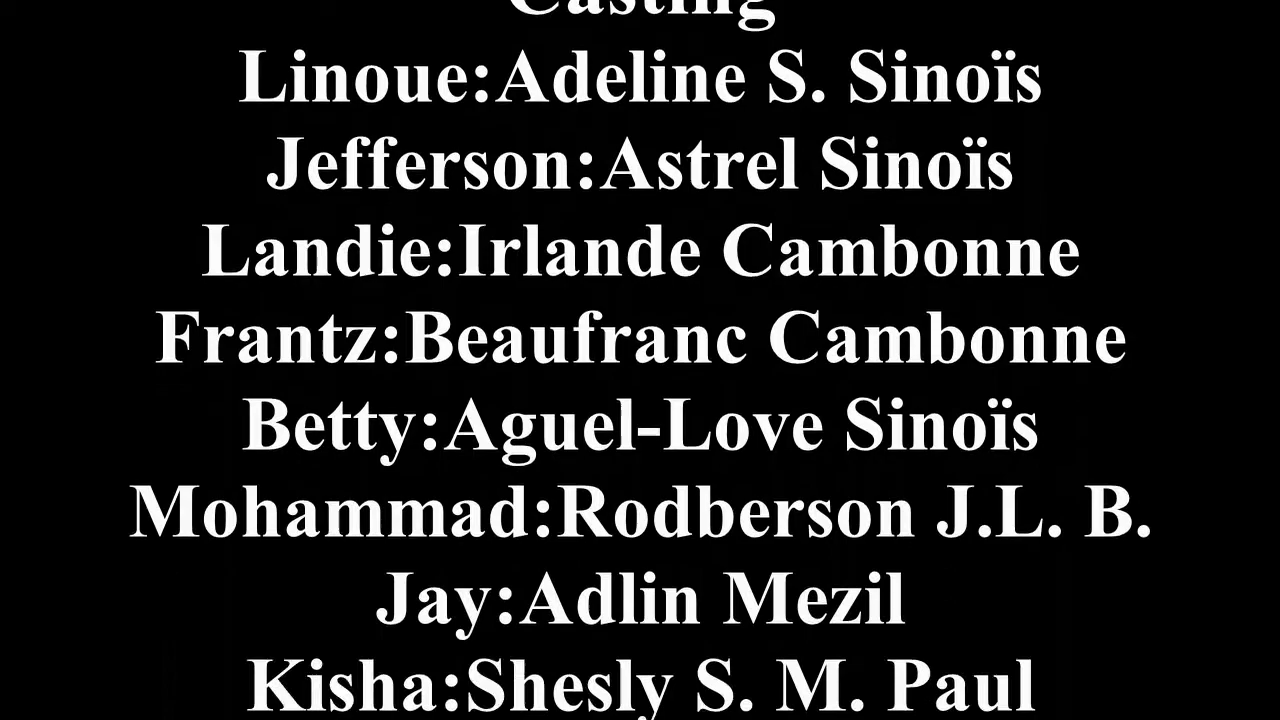 Casting
Linoue:Adeline S. Sinoïs
Jefferson:Astrel Sinoïs
Landie:Irlande Cambonne
Frantz:Beaufranc Cambonne
Betty:Aguel-Love Sinoïs
Mohammad:Rodberson J.L. B.
Jay:Adlin Mezil
Kisha:Shesly S. M. Paul